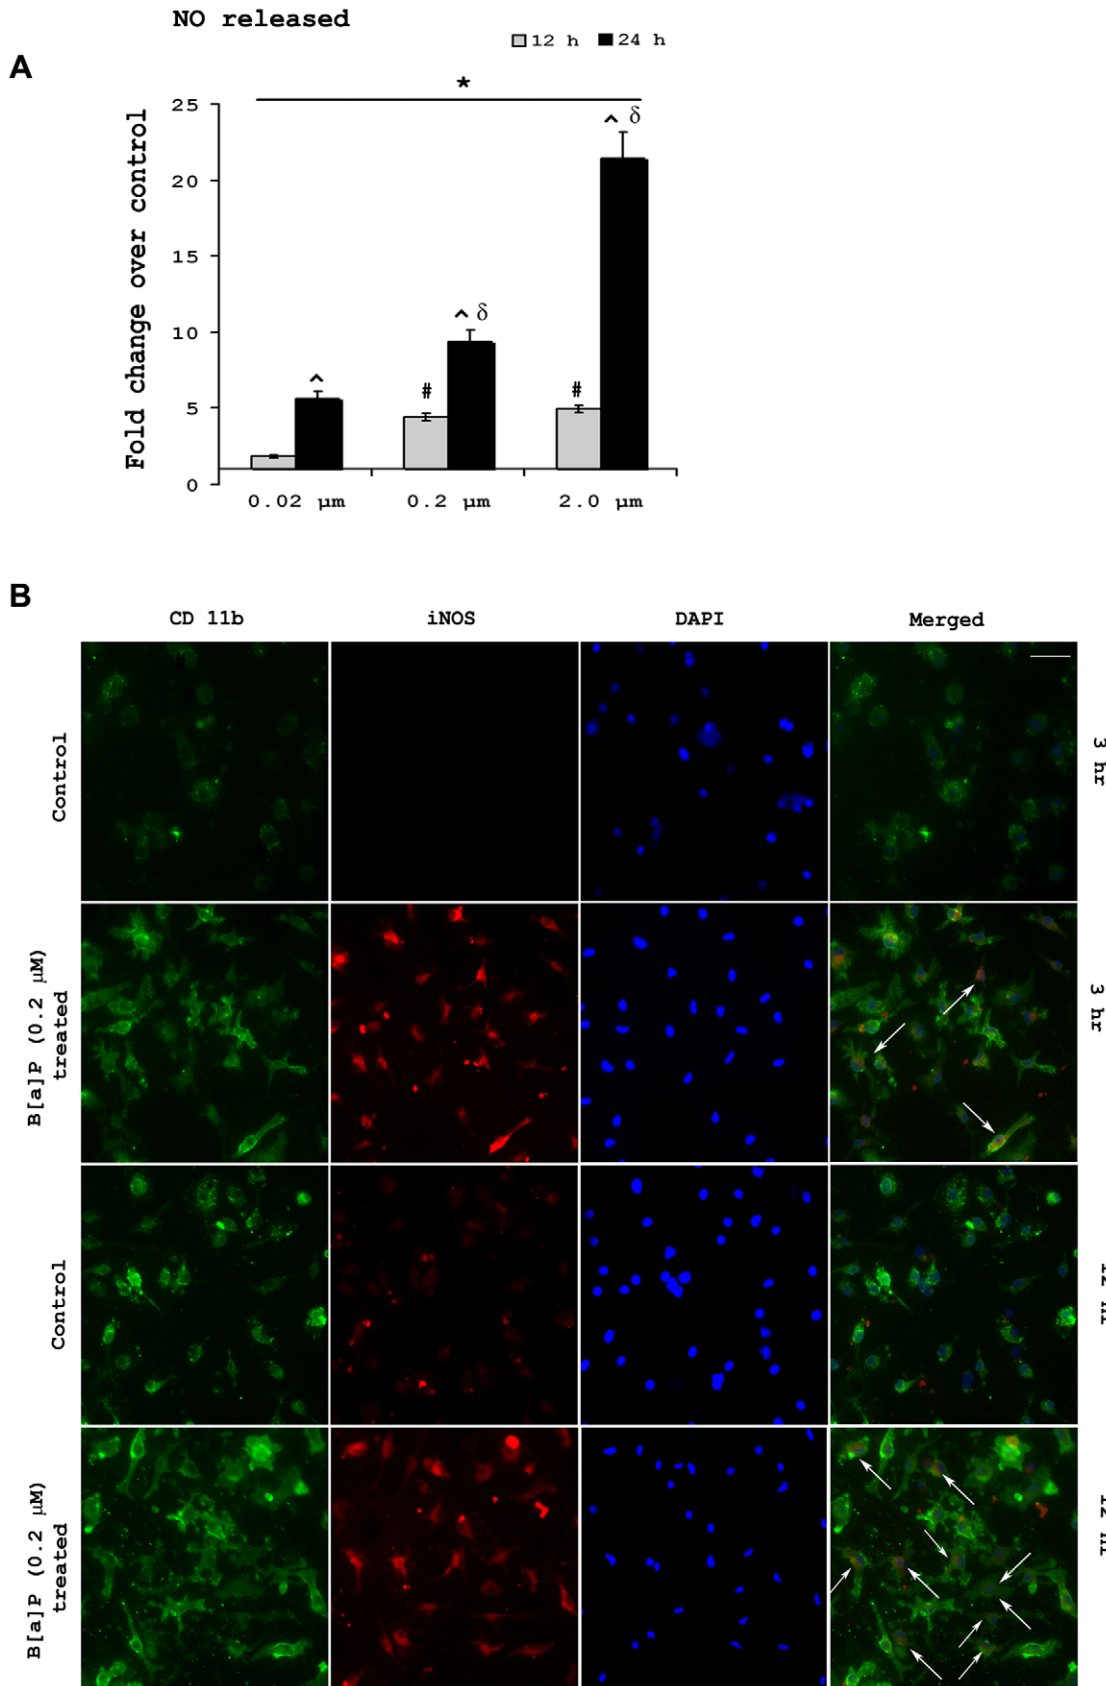 NO released
12 h 24 h
A
*
Fold change over control
25
20
15
10
5
0
^
#
^ δ
#
^ δ
0.02 µm 0.2 µm 2.0 µm
B
CD 11b iNOS DAPI Merged
Control
3 hr
B[a]P (0.2 µM)
treated
3 hr
Control
B[a]P (0.2 µM)
treated